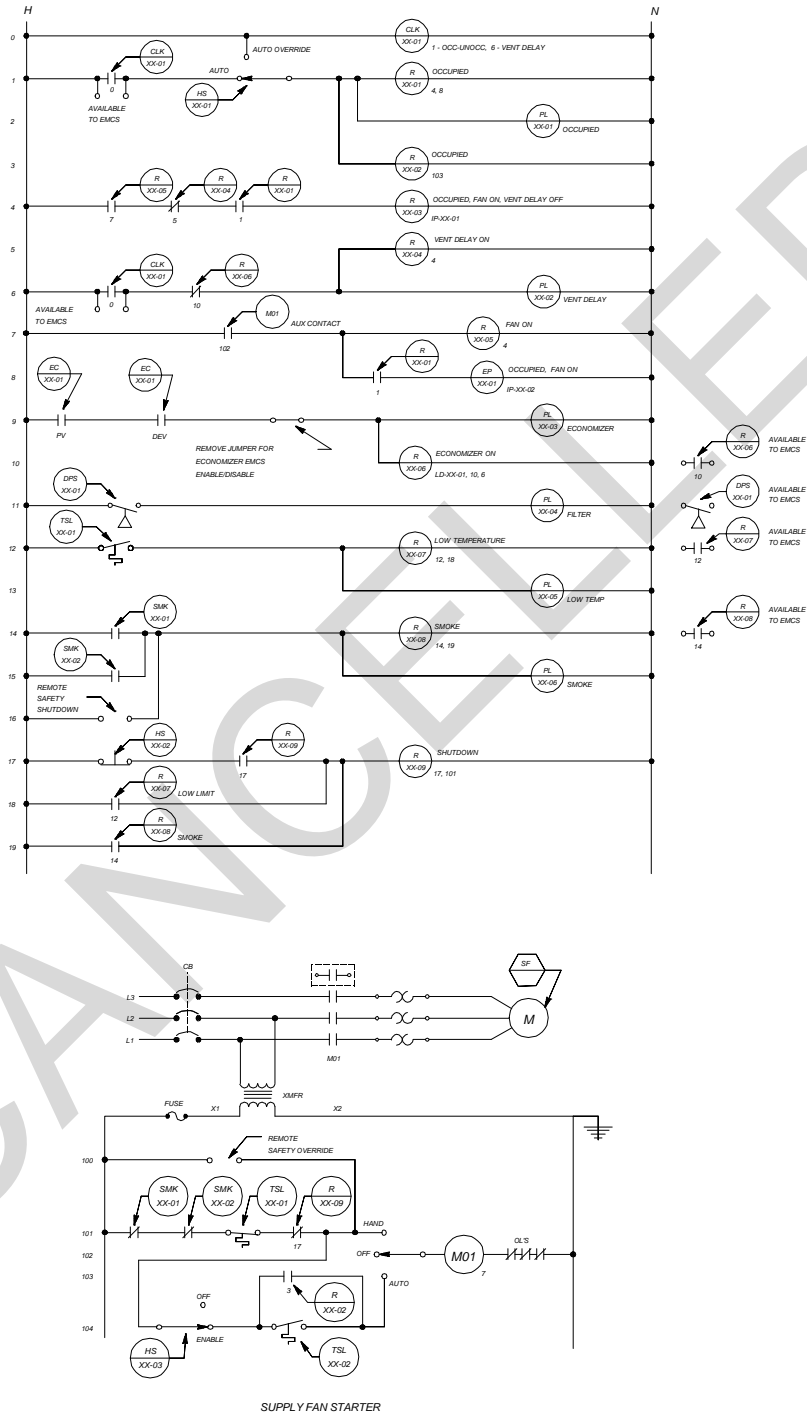 H N
0 CLK XX-01 1 - OCC-UNOCC, 6 - VENT DELAY
AUTO OVERRIDE
CLK XX-01
1 0 AUTO R XX-01 OCCUPIED
4, 8
HS XX-01
AVAILABLE
TO EMCS
2 PL XX-01 OCCUPIED
3 R XX-02 OCCUPIED
103
R XX-05 R XX-04 R XX-01
4 7 5 1 R XX-03 OCCUPIED, FAN ON, VENT DELAY OFF
IP-XX-01
5 R XX-04 VENT DELAY ON
4
CLK XX-01 R XX-06
6 0 10 PL XX-02 VENT DELAY
AVAILABLE
TO EMCS
M01
AUX CONTACT
7 102 R XX-05 FAN ON
4
R XX-01
8 1 EP XX-01 OCCUPIED, FAN ON
IP-XX-02
EC XX-01 EC XX-01
9 PV DEV PL XX-03 ECONOMIZER
REMOVE JUMPER FOR
ECONOMIZER EMCS
ENABLE/DISABLE
10 R XX-06 ECONOMIZER ON
LD-XX-01, 10, 6
R XX-06 AVAILABLE
TO EMCS
10
DPS XX-01
11 PL XX-04 FILTER
DPS XX-01 AVAILABLE
TO EMCS
TSL XX-01
12 R XX-07 LOW TEMPERATURE
12, 18
R XX-07 AVAILABLE
TO EMCS
12
13 PL XX-05 LOW TEMP
SMK XX-01
14 R XX-08 SMOKE
14, 19
R XX-08 AVAILABLE
TO EMCS
14
SMK XX-02
15 PL XX-06 SMOKE
REMOTE
SAFETY
SHUTDOWN
16
HS XX-02 R XX-09
17 17 R XX-09 SHUTDOWN
17, 101
R XX-07 LOW LIMIT
18 12
R XX-08 SMOKE
19 14
CB SF
L3
L2 M
L1
M01
XMFR
FUSE X1 X2
100 REMOTE
SAFETY OVERRIDE
SMK XX-01 SMK XX-02 TSL XX-01 R XX-09
101 17 HAND
102 OFF M01 7 OL'S
103 3 R XX-02 AUTO
OFF
104 ENABLE
HS XX-03 TSL XX-02
SUPPLY FAN STARTER
CANCELLED